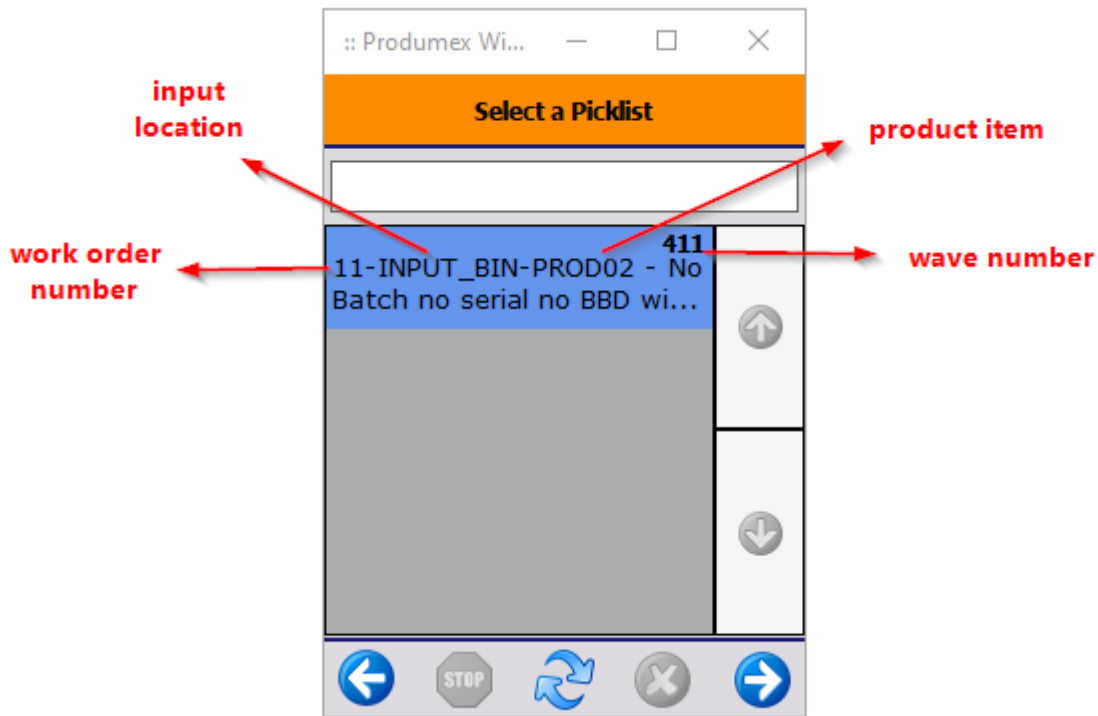 :: Produmex Wi...
Select a Picklist
input
location
product item
work order
number
wave number
411
11-INPUT_BIN-PROD02 - No
Batch no serial no BBD wi...
STOP